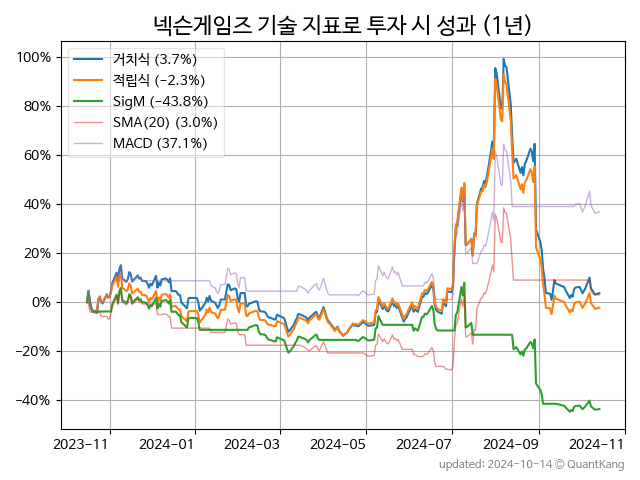 넥슨게임즈 기술 지표로 투자 시 성과 (1년)
100%
80%
60%
40%
20%
0%
−20%
−40%
거치식 (3.7%)
적립식 (−2.3%)
SigM (−43.8%)
SMA(20) (3.0%)
MACD (37.1%)
2023−11
2024−01
2024−03
2024−05
2024−07
2024−09
2024−11
updated: 2024-10-14 © QuantKang